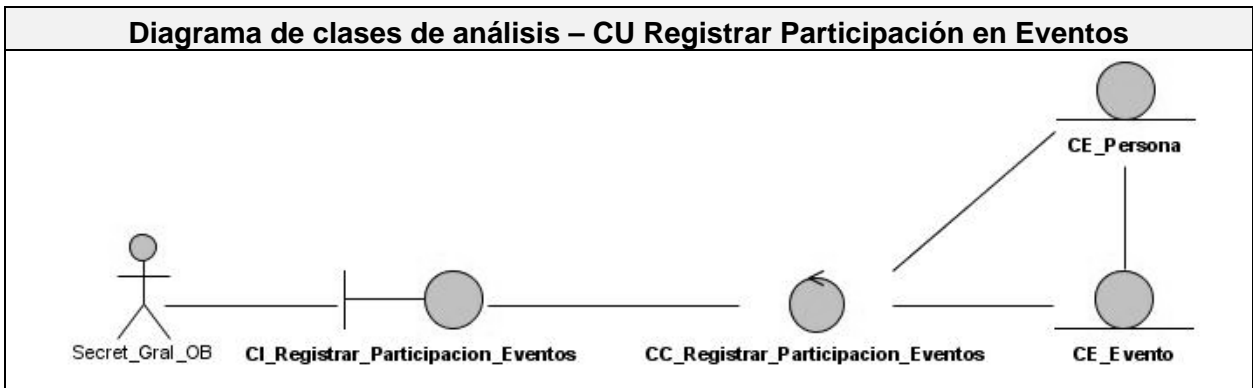 Diagrama de clases de análisis – CU Registrar Participación en Eventos
CE_Persona
Secret_Gral_OB
CI_Registrar_Participacion_Eventos
CC_Registrar_Participacion_Eventos
CE_Evento